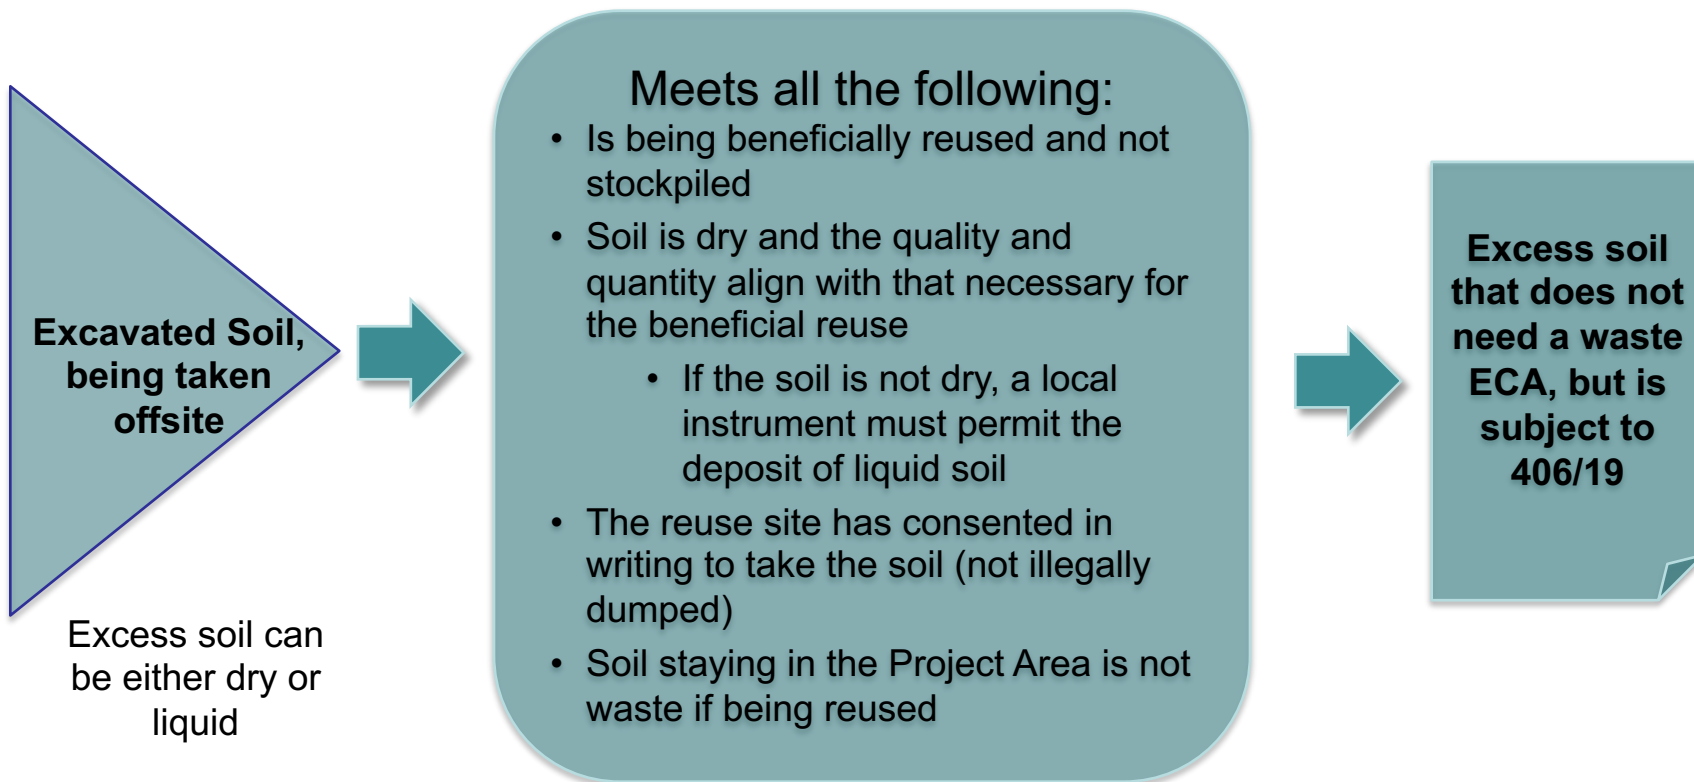 Excavated Soil,
being taken
offsite
Excess soil can
be either dry or
liquid
Meets all the following:
• Is being beneficially reused and not
stockpiled
• Soil is dry and the quality and
quantity align with that necessary for
the beneficial reuse
• If the soil is not dry, a local
instrument must permit the
deposit of liquid soil
• The reuse site has consented in
writing to take the soil (not illegally
dumped)
• Soil staying in the Project Area is not
waste if being reused
Excess soil
that does not
need a waste
ECA, but is
subject to
406/19